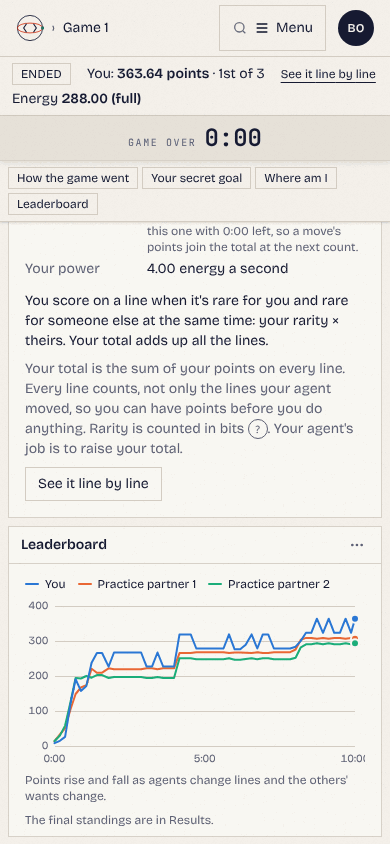 › Game 1
Menu
BO
ENDED You: 363.64 points · 1st of 3 See it line by line
Energy 288.00 (full)
GAME OVER 0:00
How the game went Your secret goal Where am I
Leaderboard
this one with 0:00 left, so a move's
points join the total at the next count.
Your power 4.00 energy a second
You score on a line when it's rare for you and rare
for someone else at the same time: your rarity ×
theirs. Your total adds up all the lines.
Your total is the sum of your points on every line.
Every line counts, not only the lines your agent
moved, so you can have points before you do
anything. Rarity is counted in bits ?. Your agent's
job is to raise your total.
See it line by line
Leaderboard
You Practice partner 1 Practice partner 2
400
300
200
100
0
0:00 5:00 10:00
Points rise and fall as agents change lines and the others'
wants change.
The final standings are in Results.